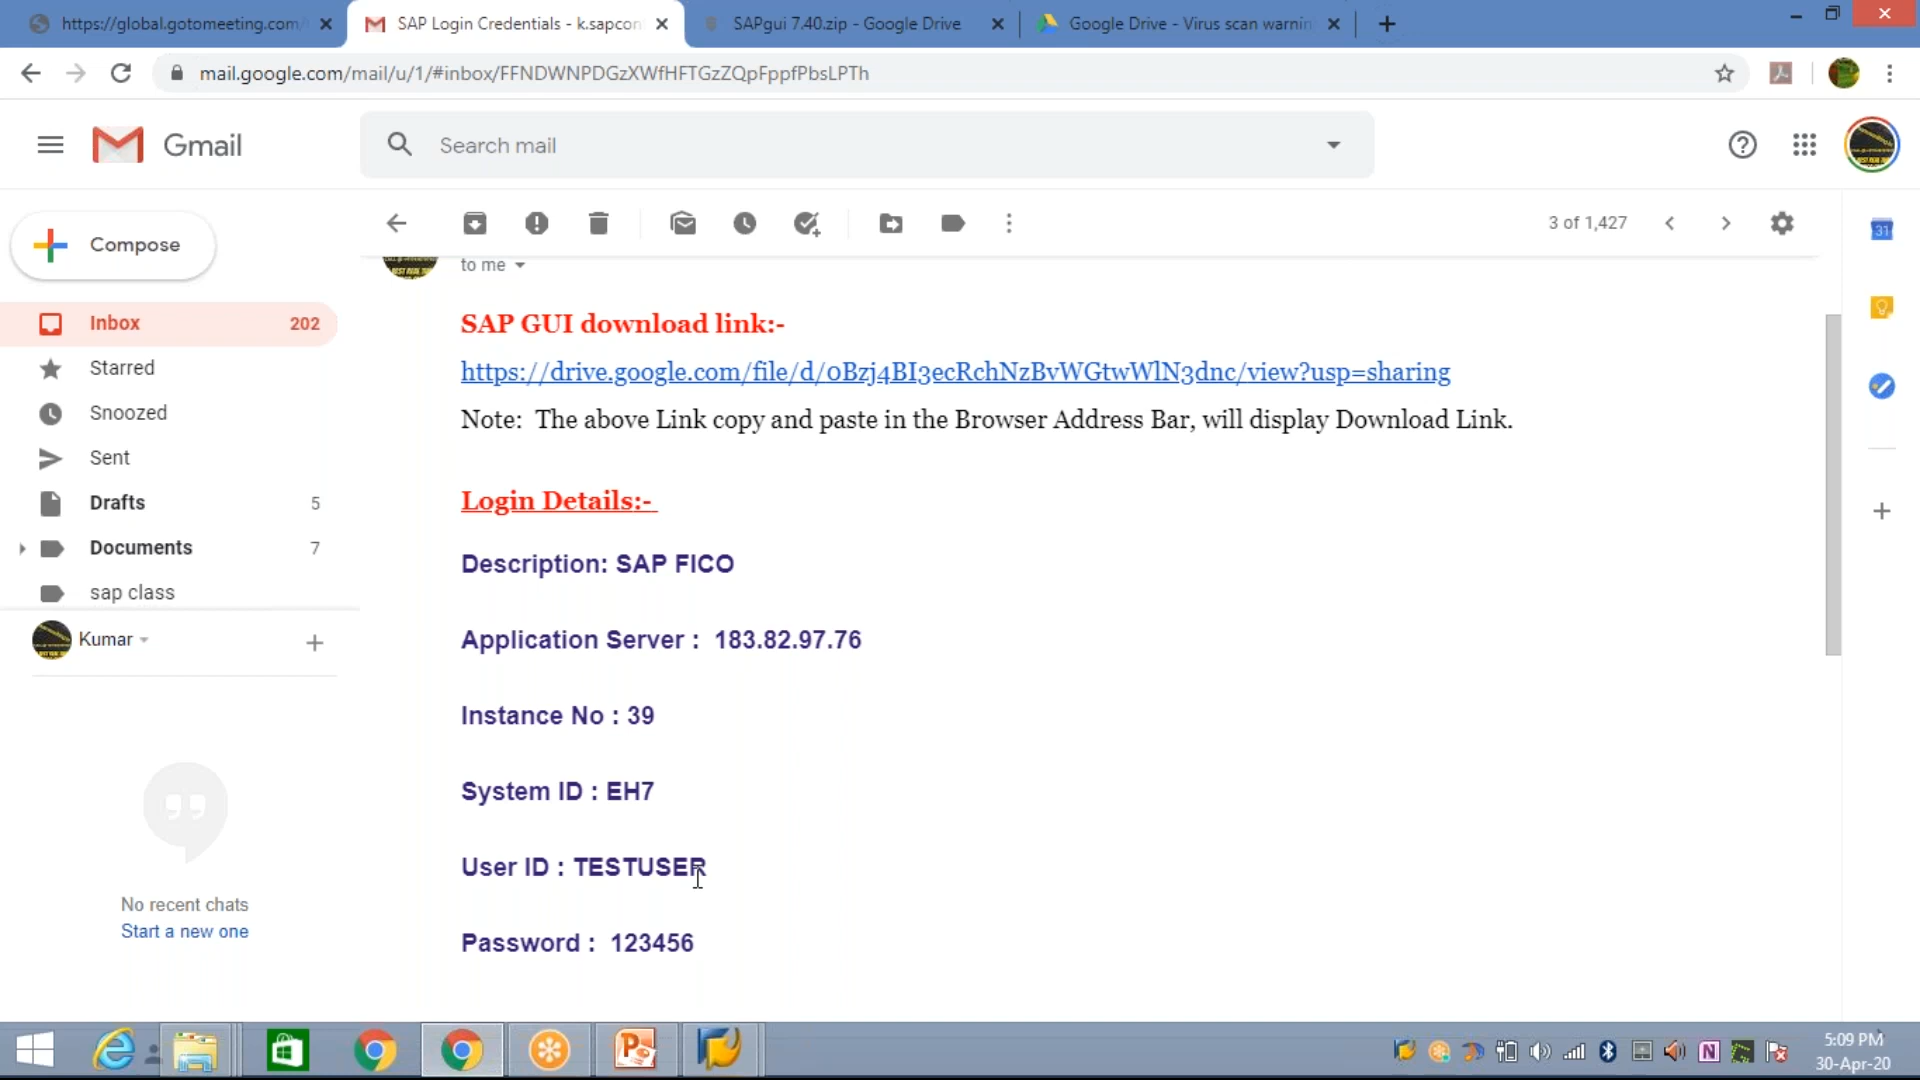 https://global.gotomeeting.com/
SAP Login Credentials - k.sapcon
SAPgui 7.40.zip - Google Drive
Google Drive - Virus scan warnin
mail.google.com/mail/u/1/#inbox/FFNDWNPDGzXWfHFTGzZQpFppfPbsLPTh
Gmail
Search mail
Compose
3 of 1,427
31
to me
Inbox 202
Starred
Snoozed
Sent
Drafts 5
Documents 7
sap class
Kumar
No recent chats
Start a new one
SAP GUI download link:-
https://drive.google.com/file/d/0Bzj4BI3ecRchNzBvWGtwWlN3dnc/view?usp=sharing
Note:  The above Link copy and paste in the Browser Address Bar, will display Download Link.
Login Details:-
Description: SAP FICO
Application Server :  183.82.97.76
Instance No : 39
System ID : EH7
User ID : TESTUSER
Password :  123456
5:09 PM
30-Apr-20